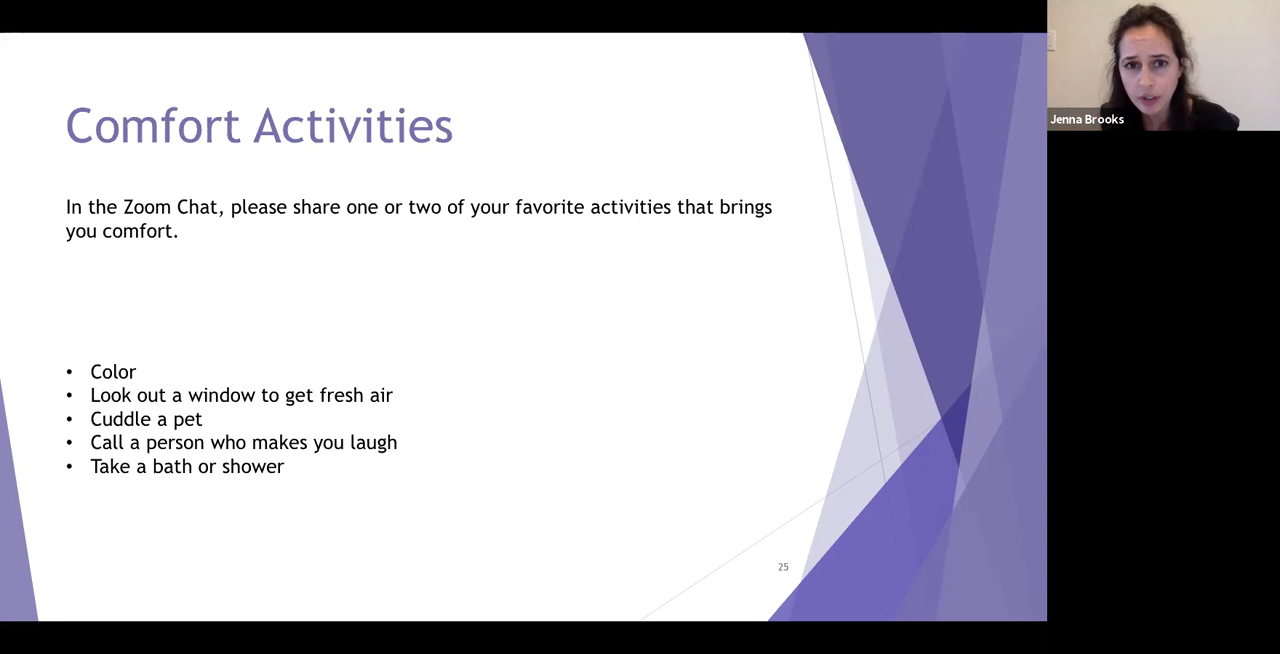 Comfort Activities
In the Zoom Chat, please share one or two of your favorite activities that brings
you comfort.
• Color
• Look out a window to get fresh air
• Cuddle a pet
• Call a person who makes you laugh
• Take a bath or shower
25
Jenna Brooks